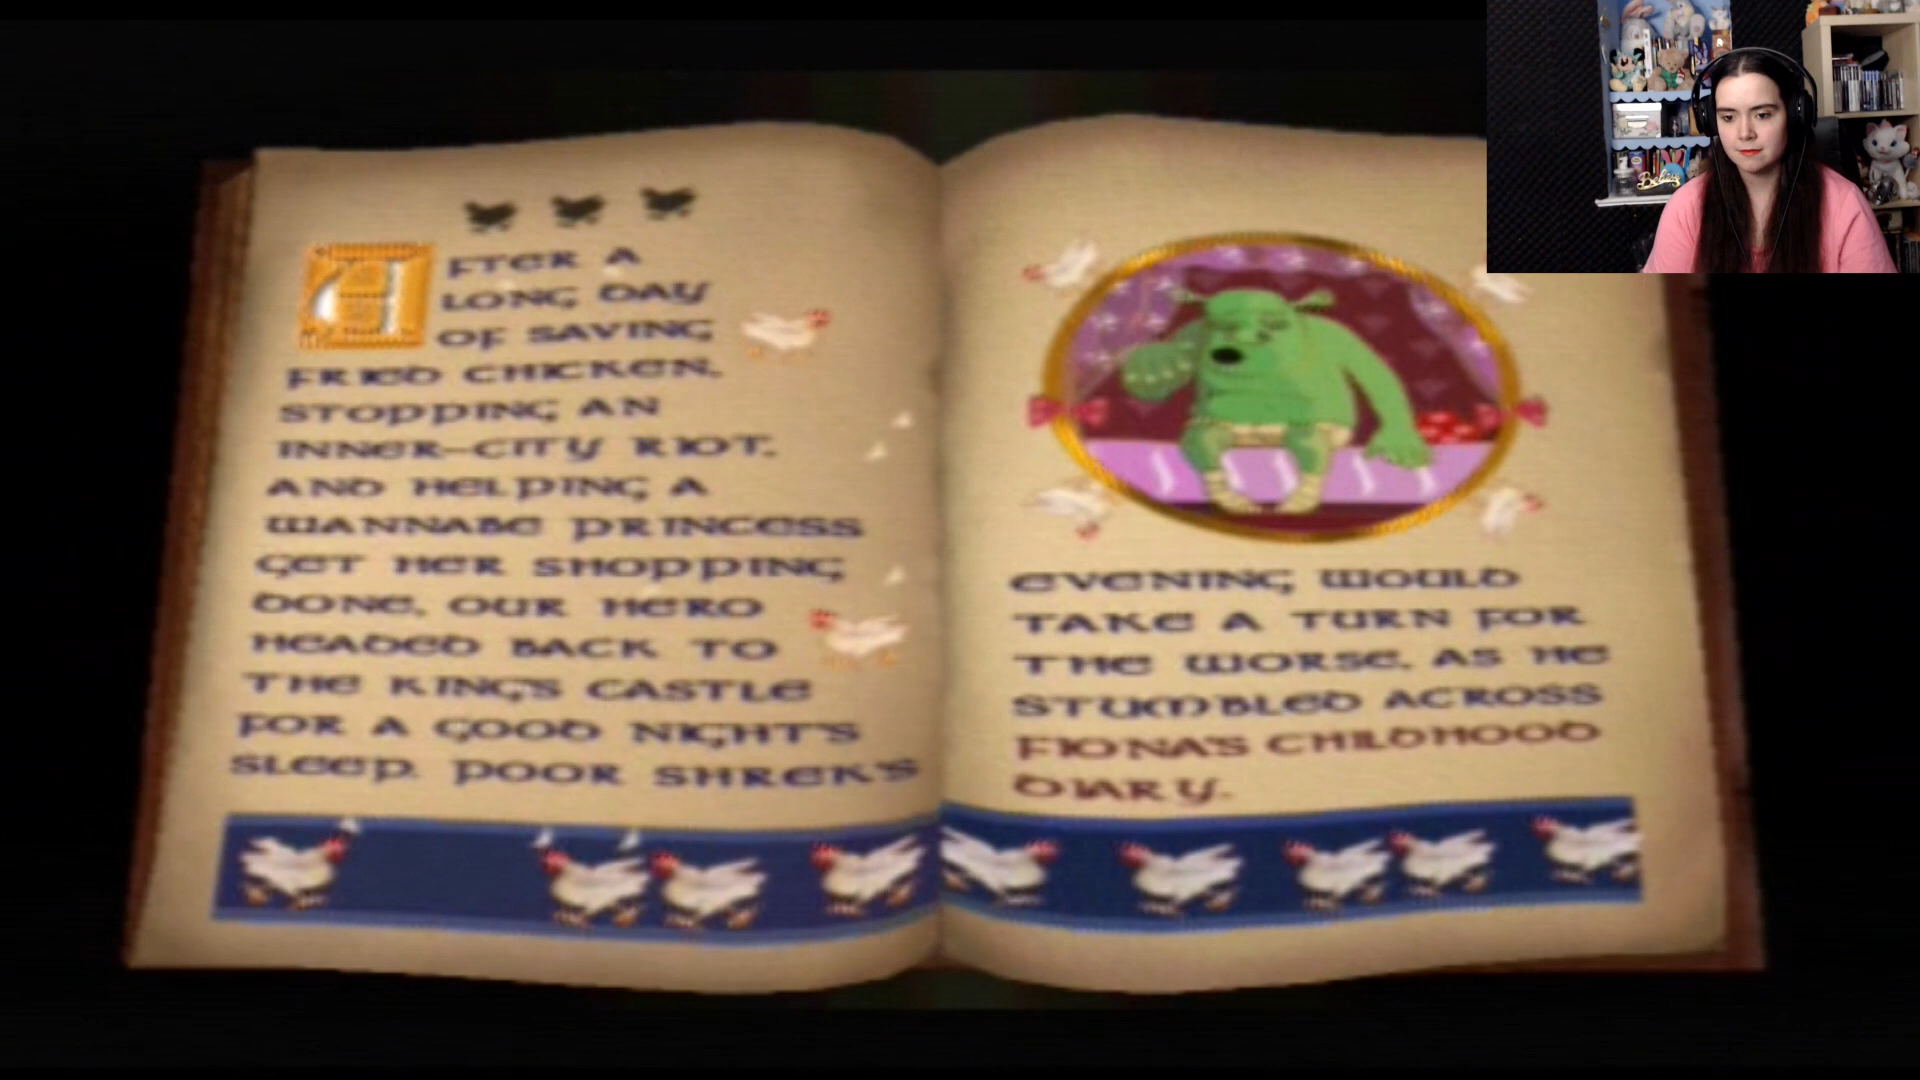 AFTER A
LONG DAY
OF SAVING
FRIED CHICKEN,
STOPPING AN
INNER-CITY RIOT,
AND HELPING A
WANNABE PRINCESS
GET HER SHOPPING
DONE, OUR HERO
HEADED BACK TO
THE KING'S CASTLE
FOR A GOOD NIGHT'S
SLEEP. POOR SHREK'S
EVENING WOULD
TAKE A TURN FOR
THE WORSE, AS HE
STUMBLED ACROSS
FIONA'S CHILDHOOD
DIARY.